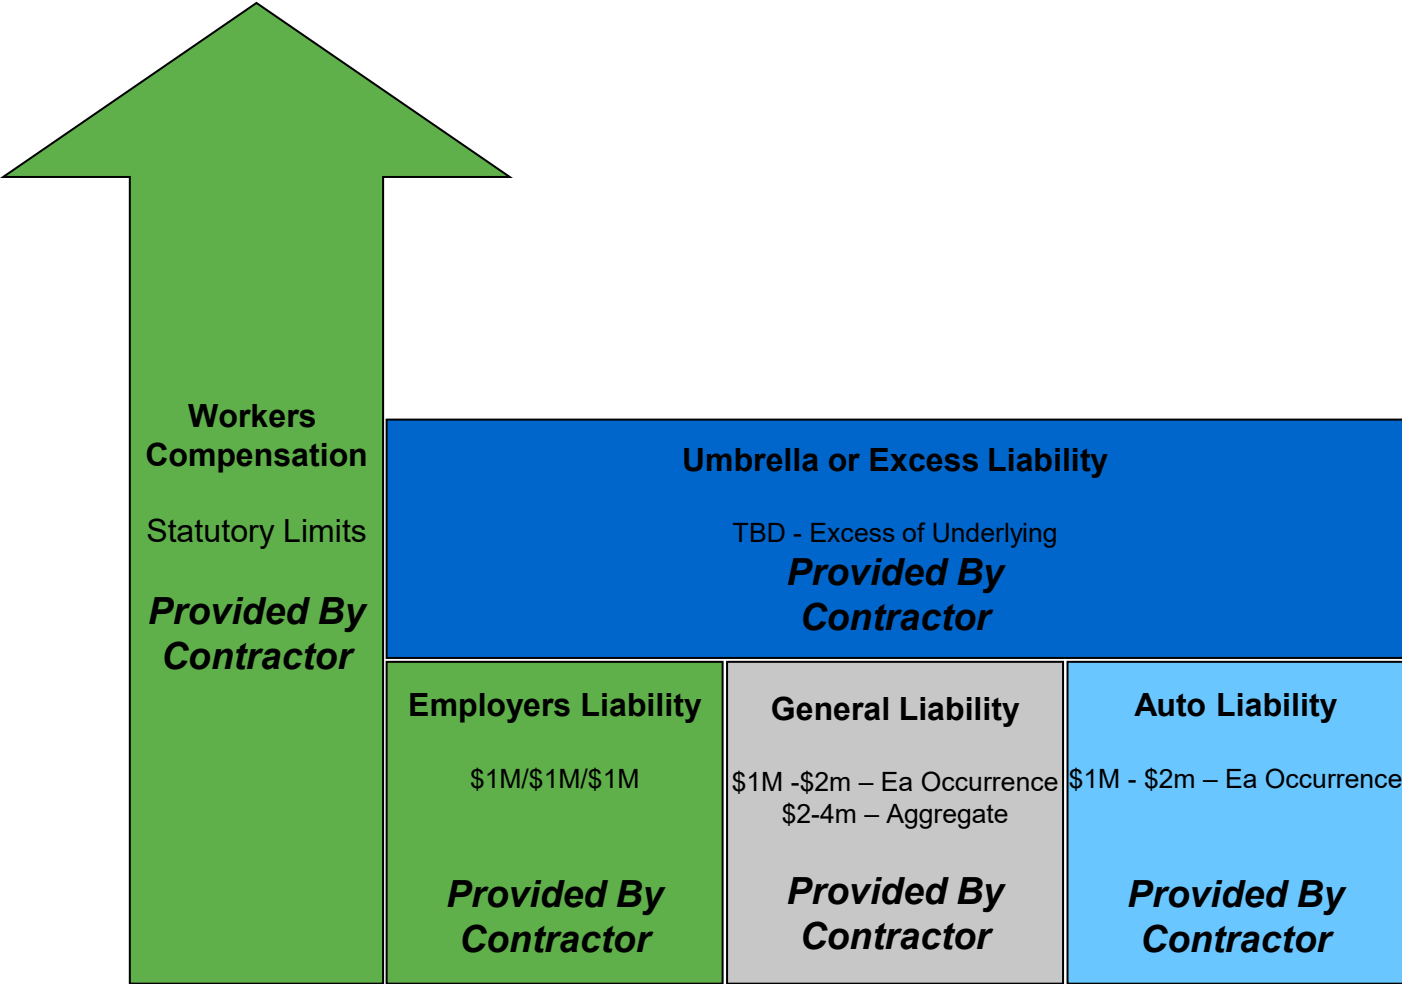 Workers
Compensation
Statutory Limits
Provided By
Contractor
Umbrella or Excess Liability
TBD - Excess of Underlying
Provided By
Contractor
Employers Liability
$1M/$1M/$1M
Provided By
Contractor
General Liability
$1M -$2m – Ea Occurrence
$2-4m – Aggregate
Provided By
Contractor
Auto Liability
$1M - $2m – Ea Occurrence
Provided By
Contractor